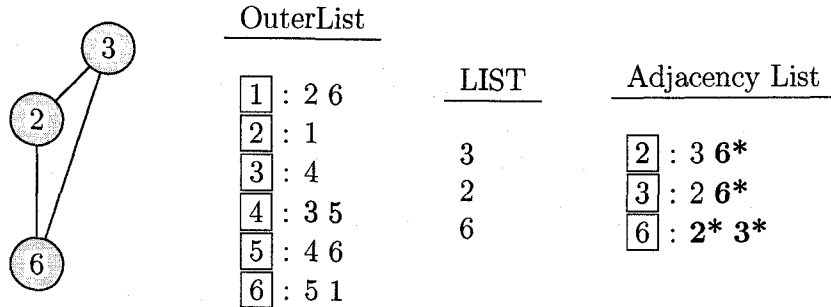 3
2
6
OuterList
1 : 2 6
2 : 1
3 : 4
4 : 3 5
5 : 4 6
6 : 5 1
LIST
3
2
6
Adjacency List
2 : 3 6*
3 : 2 6*
6 : 2* 3*